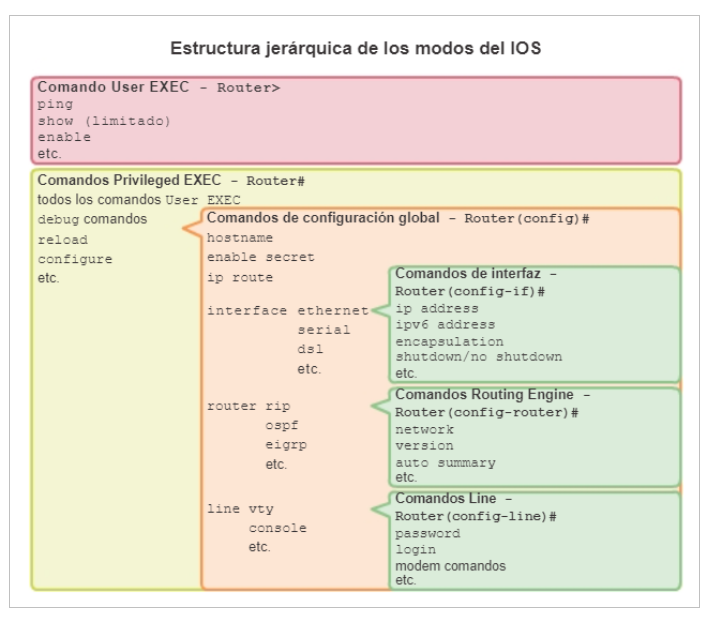 Estructura jerárquica de los modos del IOS
Comando User EXEC - Router>
ping
show (limitado)
enable
etc.
Comandos Privileged EXEC - Router#
todos los comandos User EXEC
debug comandos
reload
configure
etc.
Comandos de configuración global - Router(config)#
hostname
enable secret
ip route
interface ethernet
serial
dsl
etc.
Comandos de interfaz -
Router(config-if)#
ip address
ipv6 address
encapsulation
shutdown/no shutdown
etc.
router rip
ospf
eigrp
etc.
Comandos Routing Engine -
Router(config-router)#
network
version
auto summary
etc.
line vty
console
etc.
Comandos Line -
Router(config-line)#
password
login
modem comandos
etc.